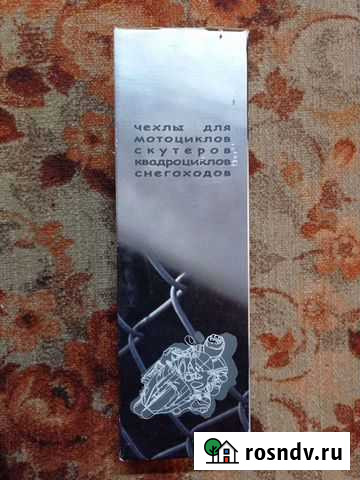 чехлы для
мотоциклов
скутеров
квадроциклов
снегоходов
rosndv.ru